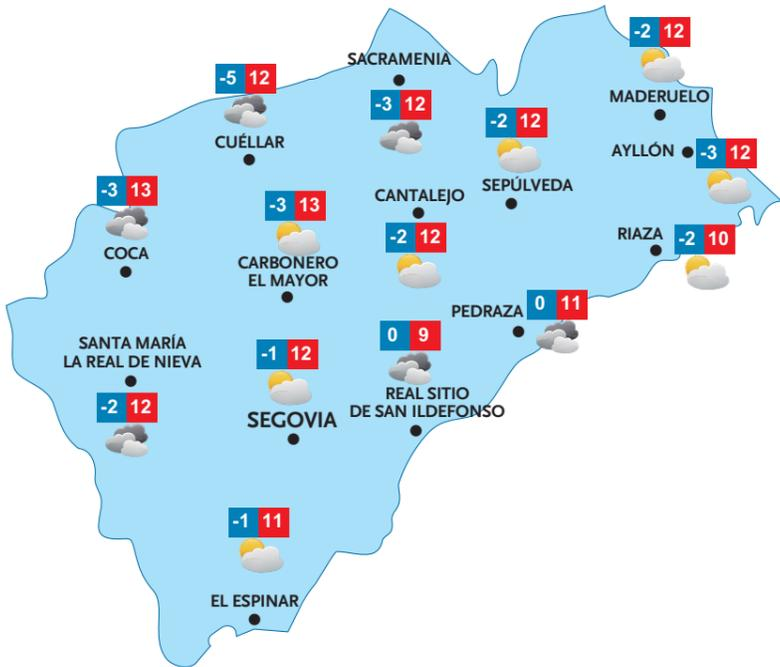 -2 12
MADERUELO
SACRAMENIA
-3 12
-5 12
CUÉLLAR
-2 12
SEPÚLVEDA
AYLLÓN
-3 12
-3 13
COCA
-3 13
CARBONERO
EL MAYOR
CANTALEJO
-2 12
RIAZA
-2 10
PEDRAZA
0 11
SANTA MARÍA
LA REAL DE NIEVA
-2 12
-1 12
SEGOVIA
0 9
REAL SITIO
DE SAN ILDEFONSO
-1 11
EL ESPINAR